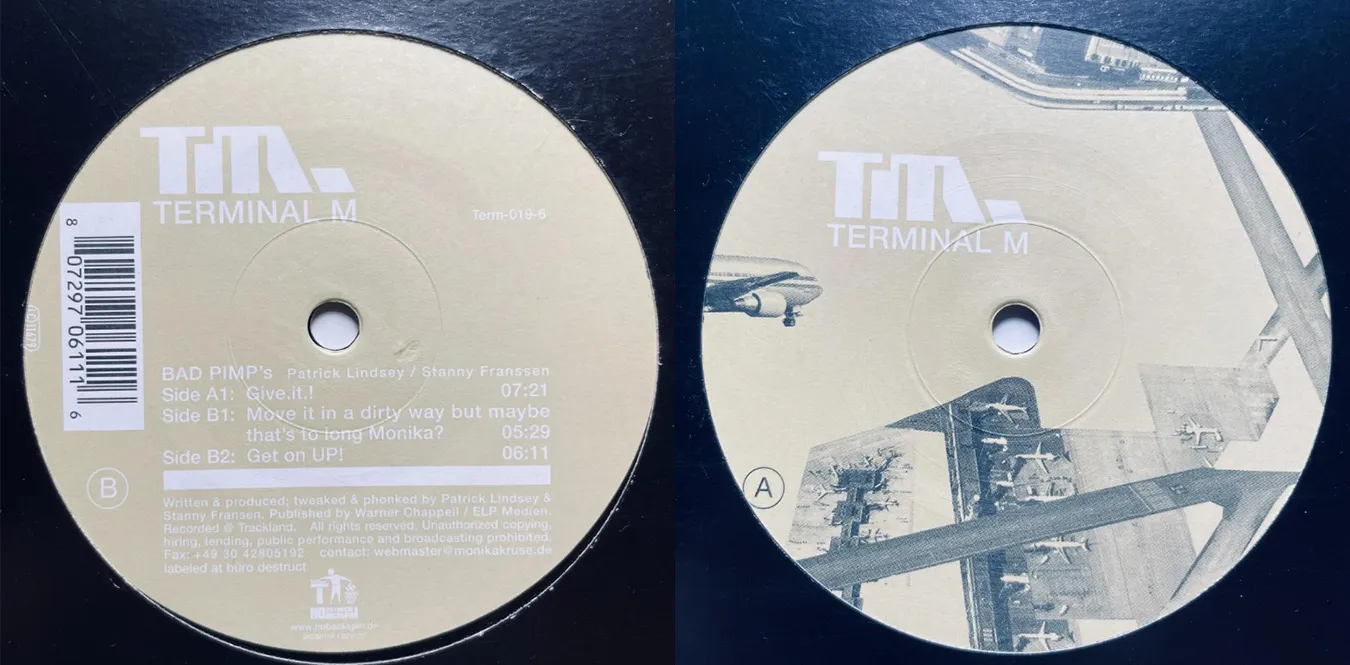 TM.
TERMINAL M
Term-019-6
8 07297 06111 6
LC 11679
BAD PIMP's Patrick Lindsey / Stanny Franssen
Side A1: Give.it.! 07:21
Side B1: Move it in a dirty way but maybe
that's to long Monika? 05:29
Side B2: Get on UP! 06:11
B
Written & produced; tweaked & phonked by Patrick Lindsey &
Stanny Fransen. Published by Warner Chappell / ELP Medien.
Recorded @ Trackland. All rights reserved. Unauthorized copying,
hiring, lending, public performance and broadcasting prohibited.
Fax: +49 30 42805192 contact: webmaster@monikakruse.de
labeled at büro destruct
NO
TM.
TERMINAL M
A